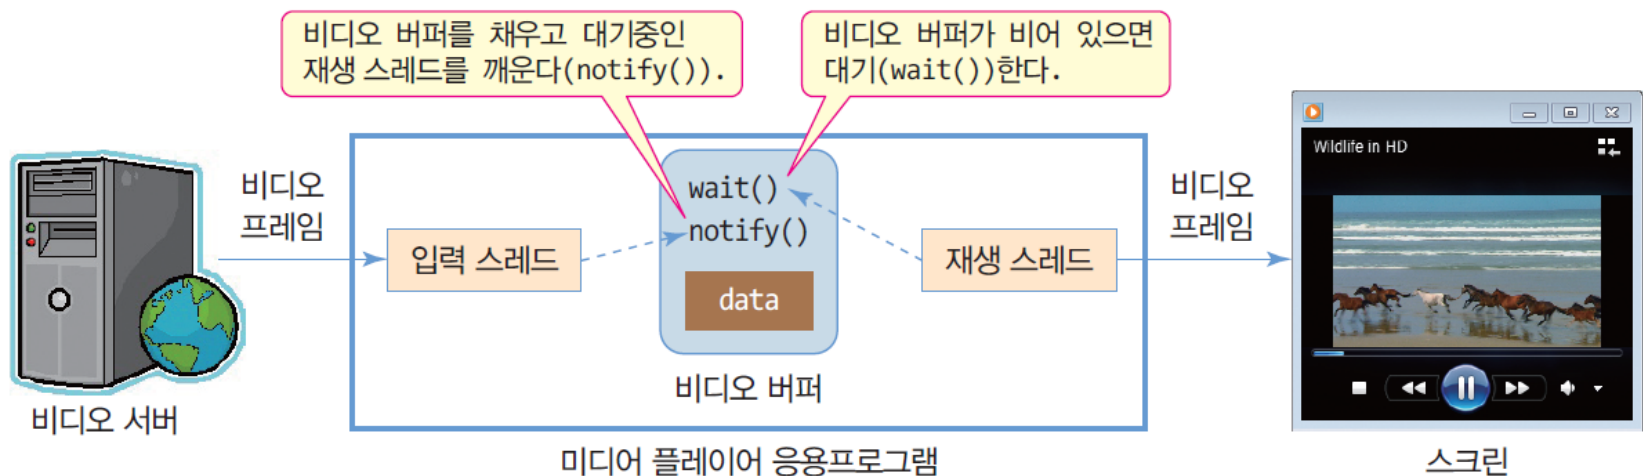 비디오 버퍼를 채우고 대기중인
재생 스레드를 깨운다(notify()).
비디오 버퍼가 비어 있으면
대기(wait())한다.
비디오
프레임
입력 스레드
wait()
notify()
data
비디오 버퍼
재생 스레드
비디오
프레임
Wildlife in HD
비디오 서버
미디어 플레이어 응용프로그램
스크린